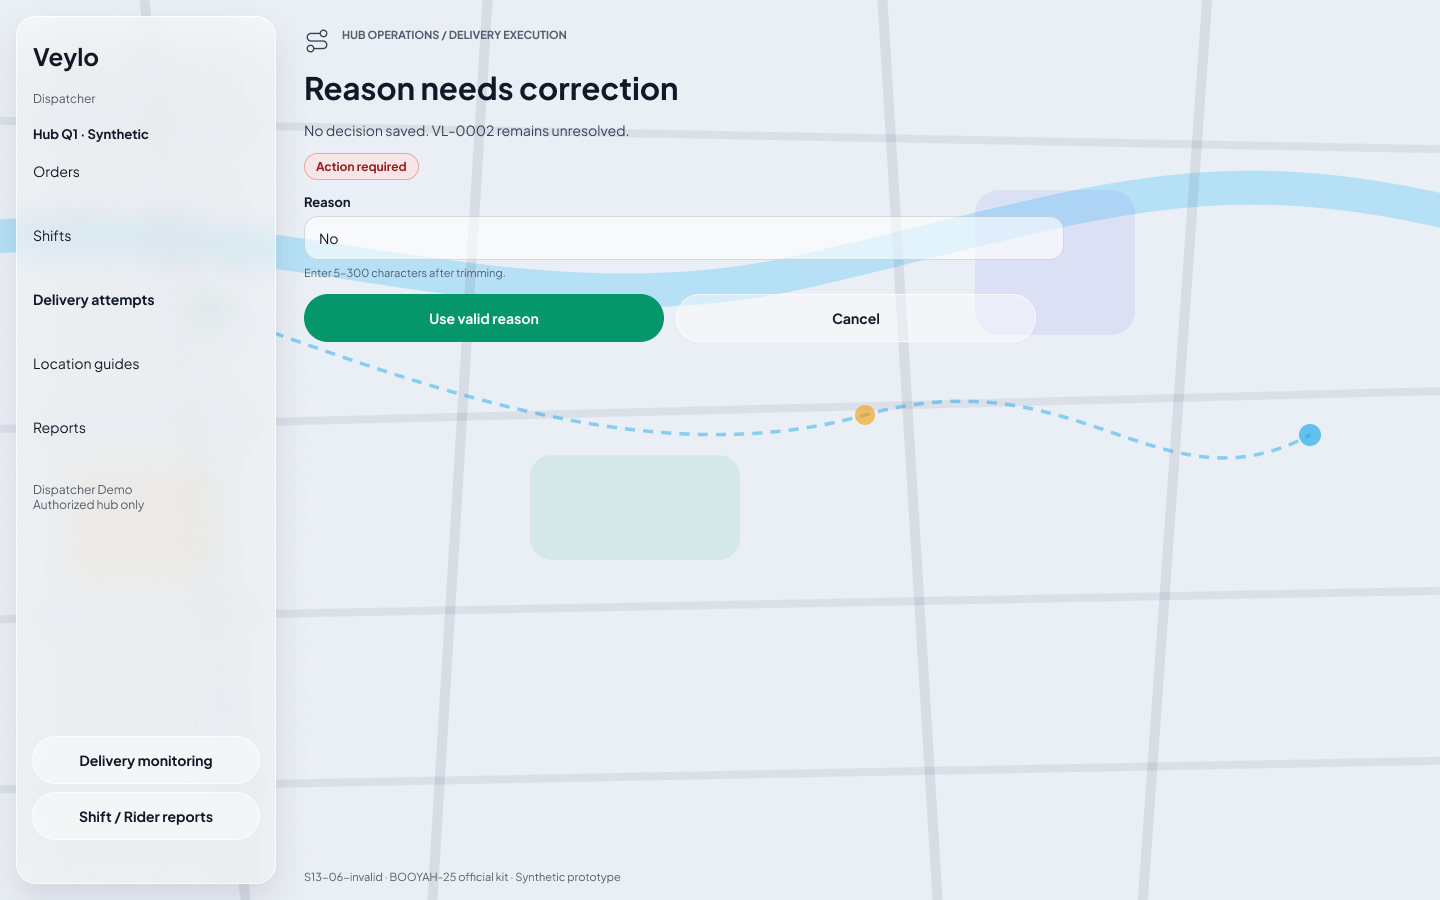 Veylo
Dispatcher
Hub Q1 · Synthetic
Orders
Shifts
Delivery attempts
Location guides
Reports
Dispatcher Demo
Authorized hub only
Delivery monitoring
Shift / Rider reports
HUB OPERATIONS / DELIVERY EXECUTION
Reason needs correction
No decision saved. VL-0002 remains unresolved.
Action required
Reason
No
Enter 5–300 characters after trimming.
Use valid reason
Cancel
S13-06-invalid · BOOYAH-25 official kit · Synthetic prototype